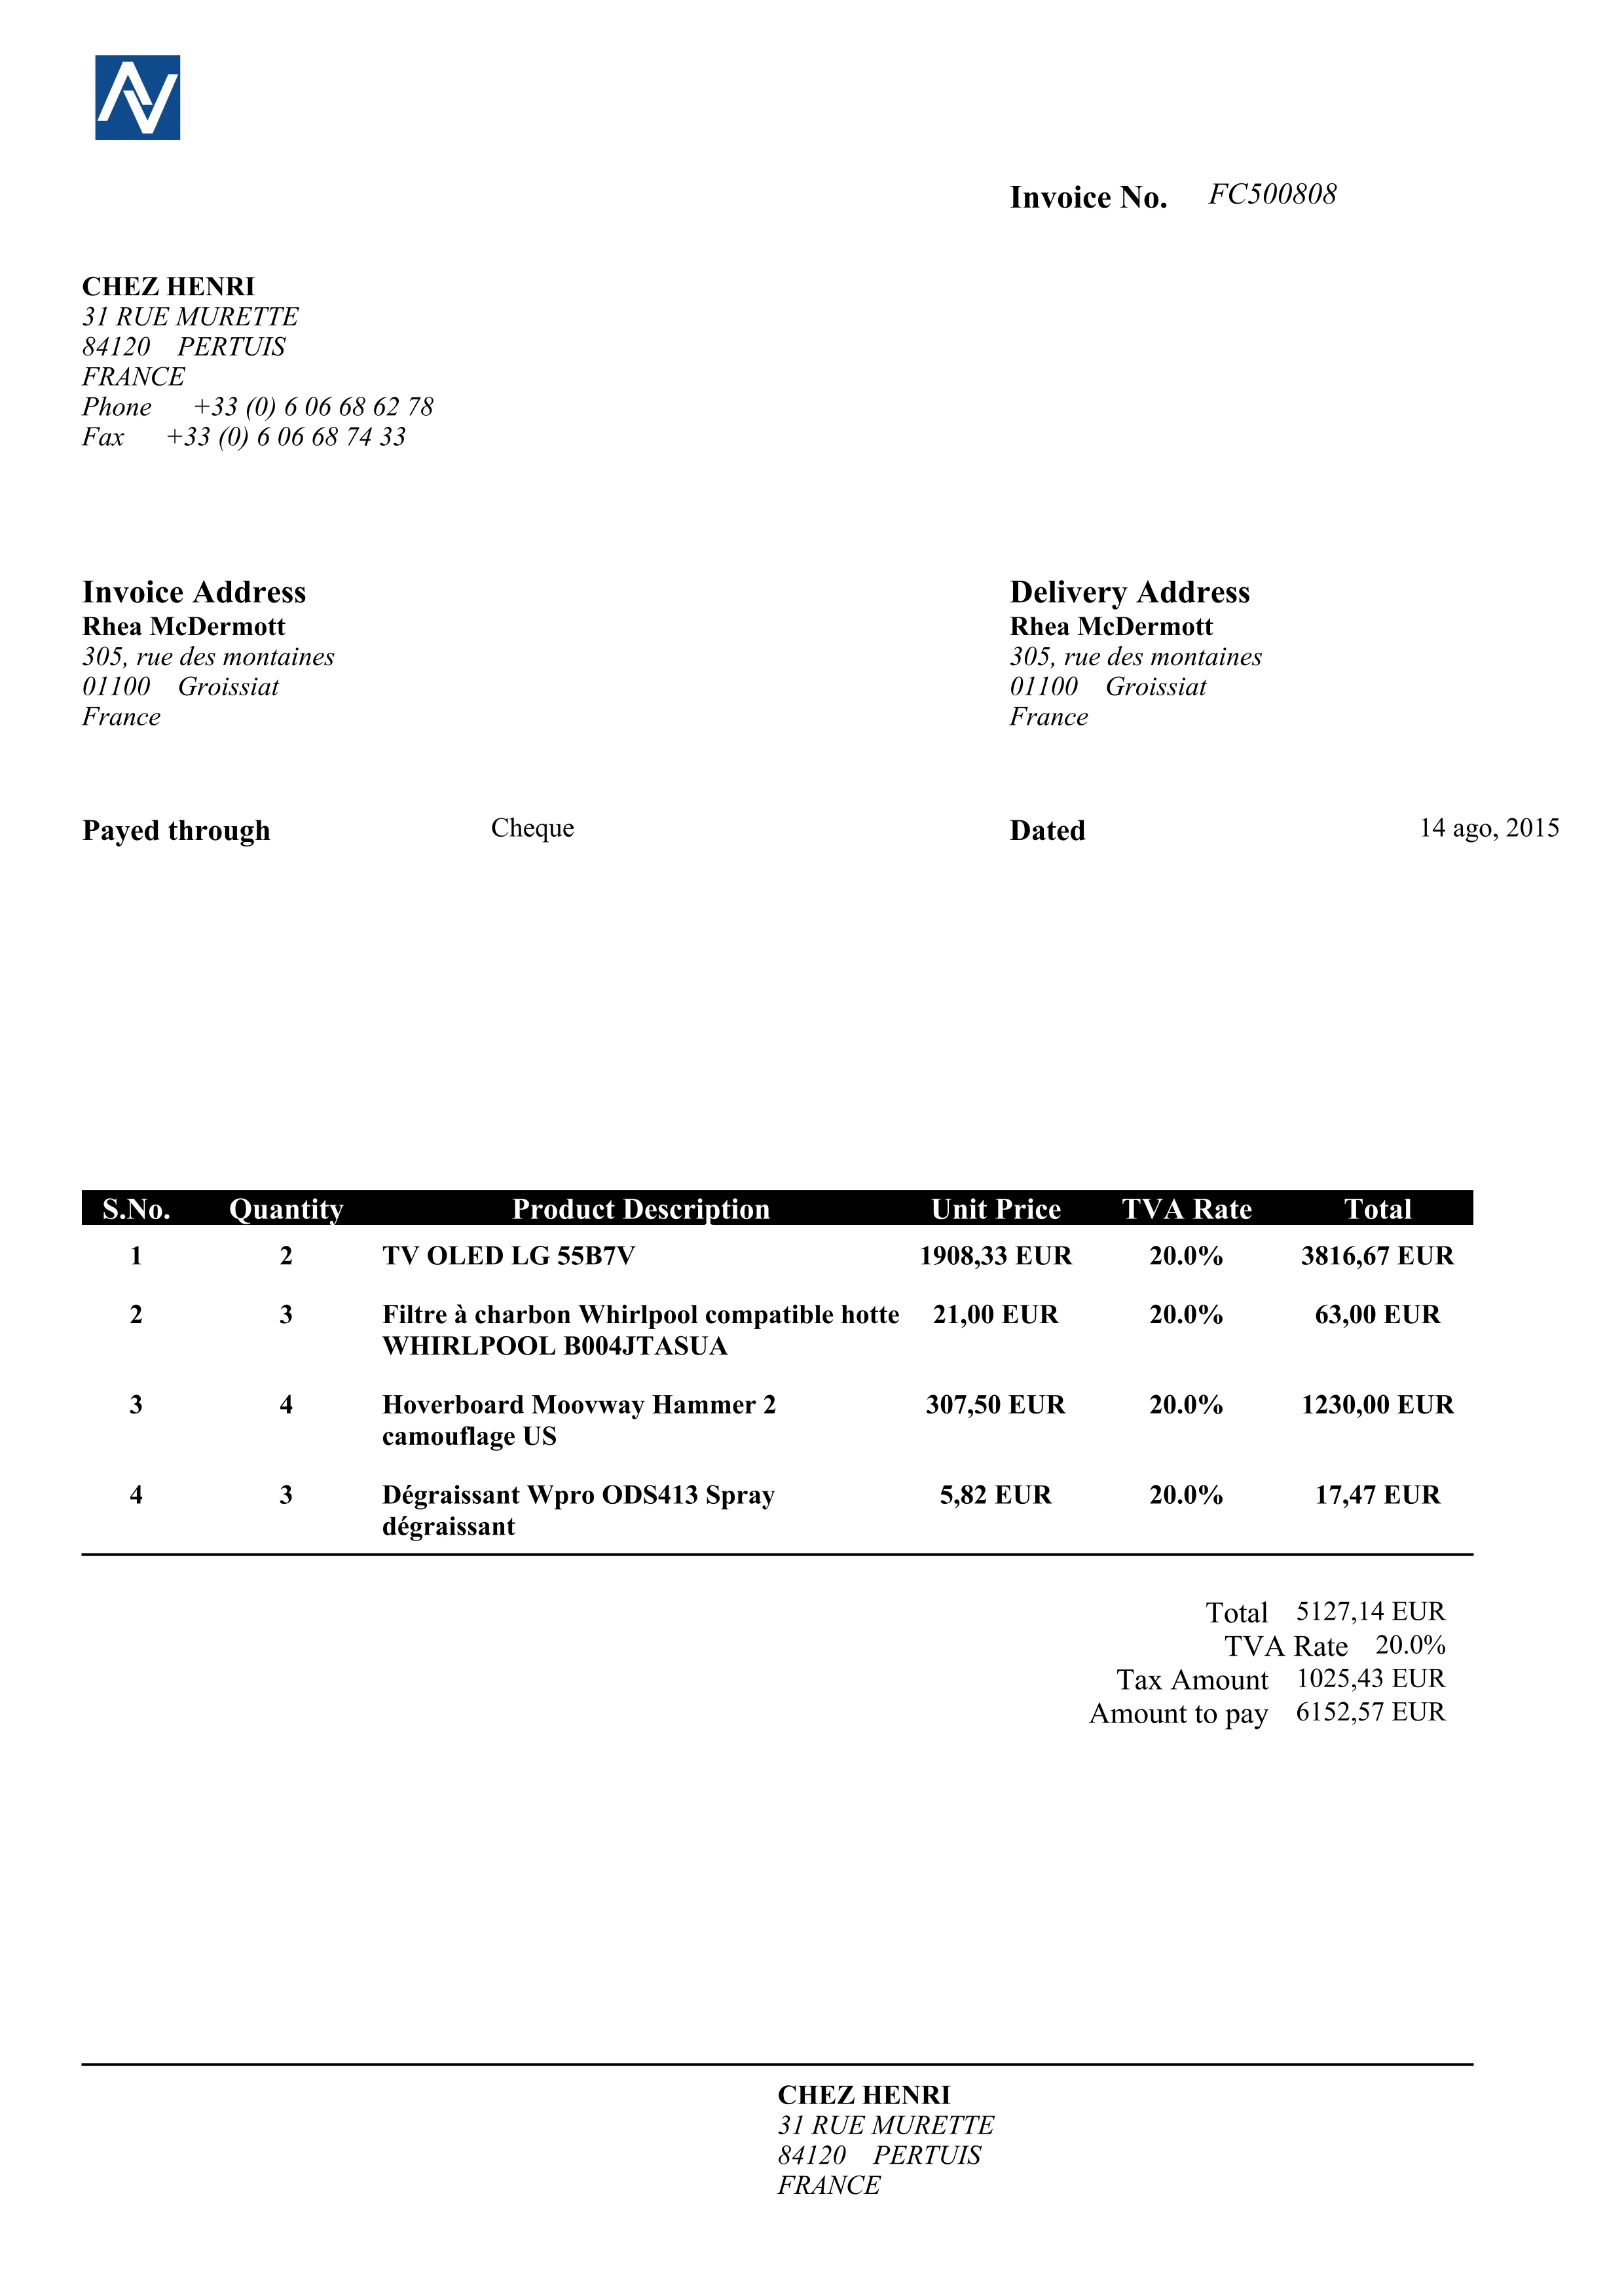 Invoice No. FC500808
CHEZ HENRI
31 RUE MURETTE
84120 PERTUIS
FRANCE
Phone +33 (0) 6 06 68 62 78
Fax +33 (0) 6 06 68 74 33
Invoice Address
Rhea McDermott
305, rue des montaines
01100 Groissiat
France
Delivery Address
Rhea McDermott
305, rue des montaines
01100 Groissiat
France
Payed through Cheque
Dated 14 ago, 2015
S.No. Quantity Product Description Unit Price TVA Rate Total
1 2 TV OLED LG 55B7V 1908,33 EUR 20.0% 3816,67 EUR
2 3 Filtre à charbon Whirlpool compatible hotte 21,00 EUR 20.0% 63,00 EUR
WHIRLPOOL B004JTASUA
3 4 Hoverboard Moovway Hammer 2 307,50 EUR 20.0% 1230,00 EUR
camouflage US
4 3 Dégraissant Wpro ODS413 Spray 5,82 EUR 20.0% 17,47 EUR
dégraissant
Total 5127,14 EUR
TVA Rate 20.0%
Tax Amount 1025,43 EUR
Amount to pay 6152,57 EUR
CHEZ HENRI
31 RUE MURETTE
84120 PERTUIS
FRANCE